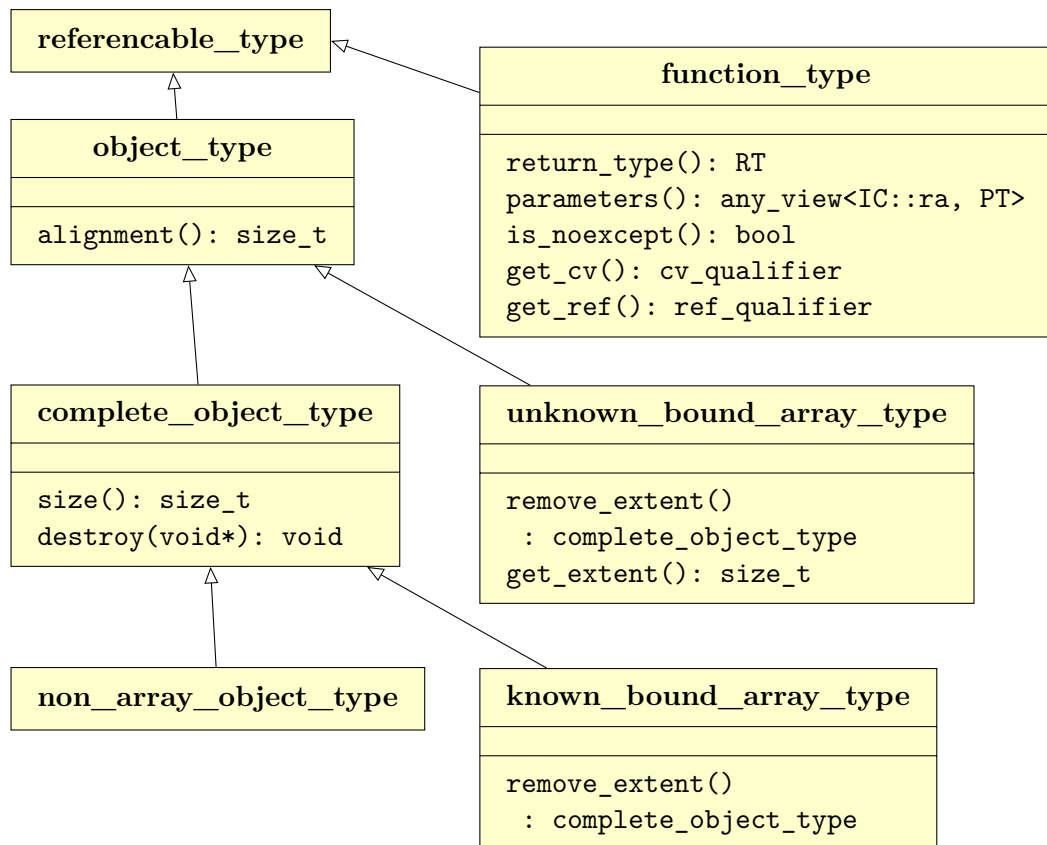 referencable_type
function_type
return_type(): RT
parameters(): any_view<IC::ra, PT>
is_noexcept(): bool
get_cv(): cv_qualifier
get_ref(): ref_qualifier
object_type
alignment(): size_t
complete_object_type
size(): size_t
destroy(void*): void
unknown_bound_array_type
remove_extent()
: complete_object_type
get_extent(): size_t
non_array_object_type
known_bound_array_type
remove_extent()
: complete_object_type